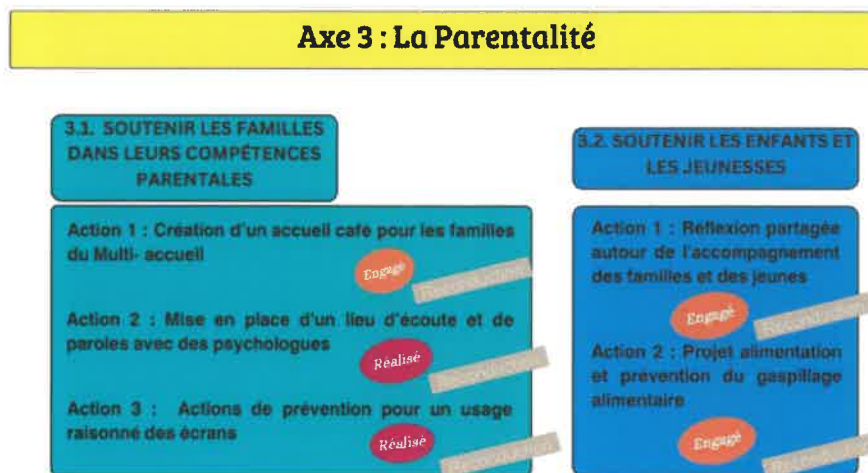 Axe 3 : La Parentalité
3.1. SOUTENIR LES FAMILLES
DANS LEURS COMPÉTENCES
PARENTALES
Action 1 : Création d'un accueil café pour les familles
du Multi- accueil
Engagé
Action 2 : Mise en place d'un lieu d'écoute et de
paroles avec des psychologues
Réalisé
Action 3 : Actions de prévention pour un usage
raisonné des écrans
Réalisé
3.2. SOUTENIR LES ENFANTS ET
LES JEUNESSES
Action 1 : Réflexion partagée
autour de l'accompagnement
des familles et des jeunes
Engagé
Action 2 : Projet alimentation
et prévention du gaspillage
alimentaire
Engagé